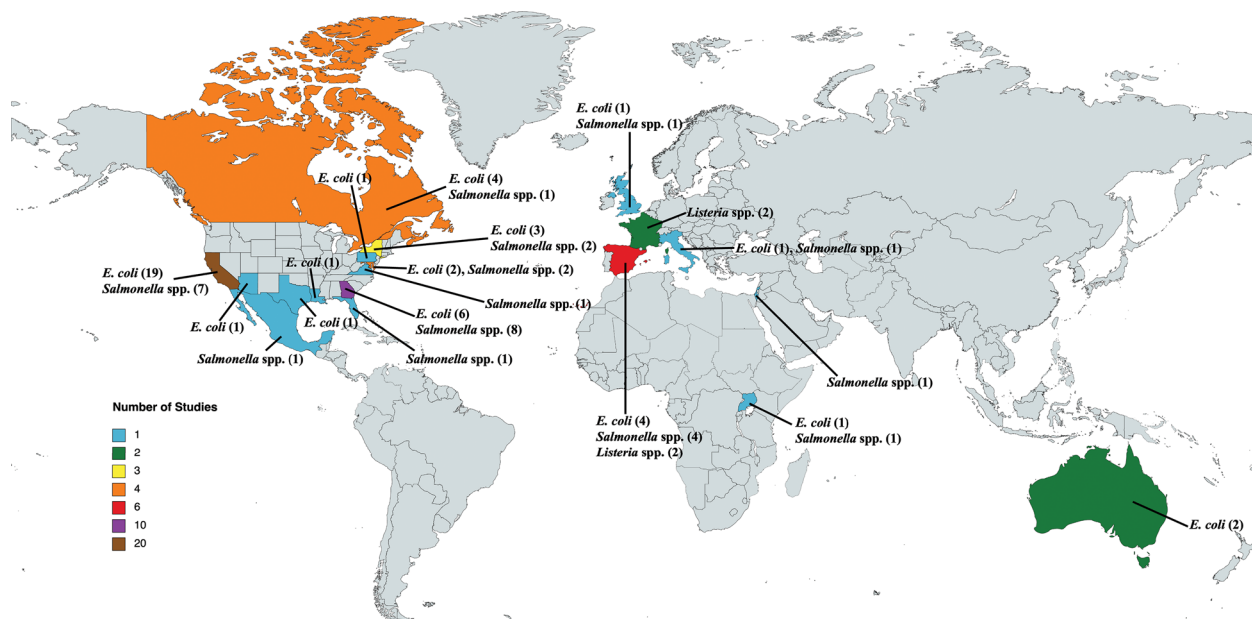 E. coli (1)
Salmonella spp. (1)
E. coli (1)
E. coli (4)
Salmonella spp. (1)
Listeria spp. (2)
E. coli (3)
Salmonella spp. (2)
E. coli (1), Salmonella spp. (1)
E. coli (1)
E. coli (2), Salmonella spp. (2)
E. coli (19)
Salmonella spp. (7)
Salmonella spp. (1)
E. coli (6)
Salmonella spp. (8)
E. coli (1)
E. coli (1)
Salmonella spp. (1)
Salmonella spp. (1)
Salmonella spp. (1)
Number of Studies
1
2
3
4
6
10
20
E. coli (4)
Salmonella spp. (4)
Listeria spp. (2)
E. coli (1)
Salmonella spp. (1)
E. coli (2)